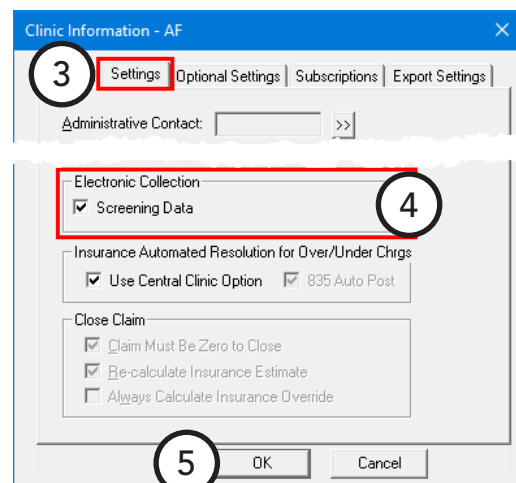 Clinic Information - AF
3 Settings Optional Settings Subscriptions Export Settings
Administrative Contact: >>
Electronic Collection
Screening Data 4
Insurance Automated Resolution for Over/Under Chrgs
Use Central Clinic Option 835 Auto Post
Close Claim
Claim Must Be Zero to Close
Re-calculate Insurance Estimate
Always Calculate Insurance Override
5 OK Cancel